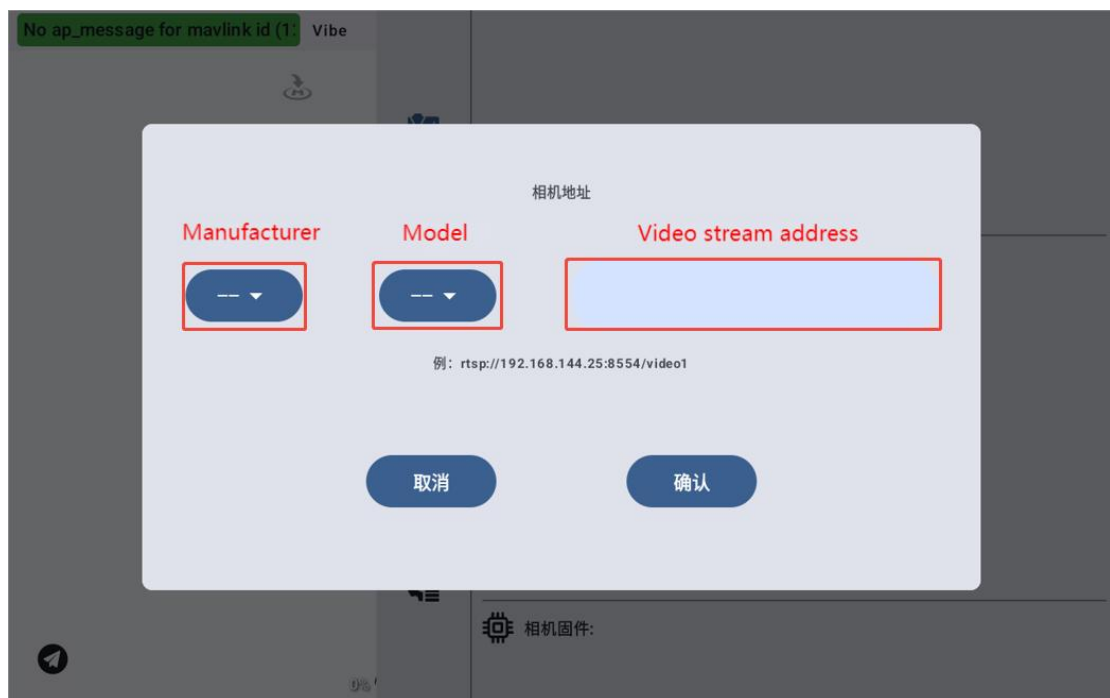 No ap_message for mavlink id (1: Vibe
相机地址
Manufacturer Model Video stream address
-- --
例：rtsp://192.168.144.25:8554/video1
取消 确认
相机固件:
0%